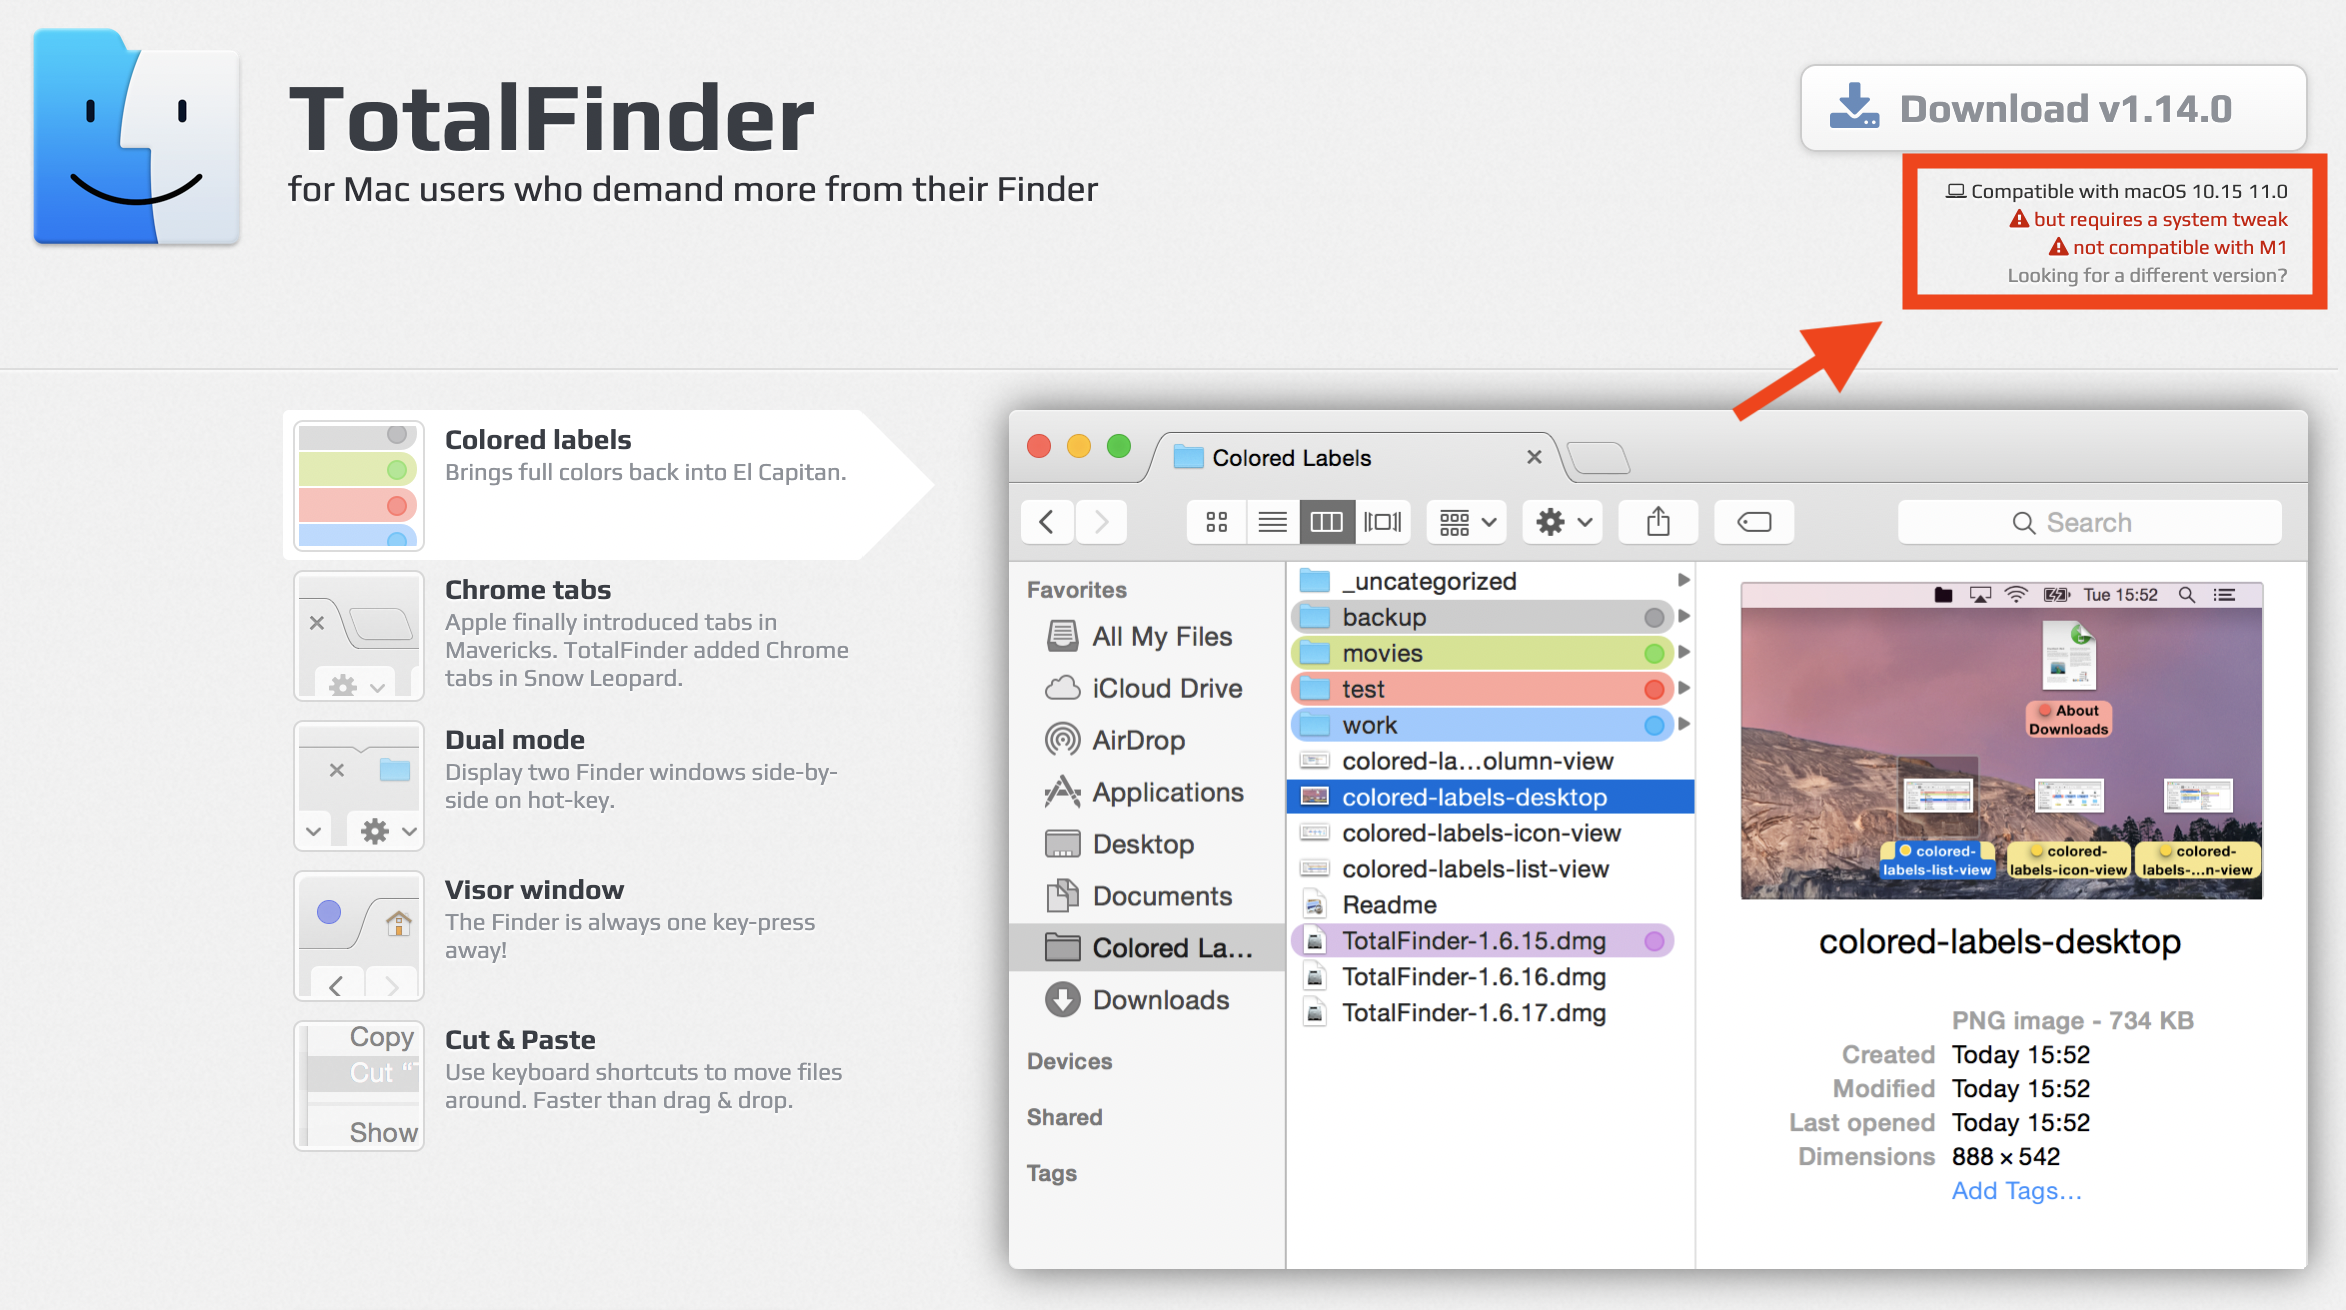 TotalFinder
for Mac users who demand more from their Finder
Download v1.14.0
Compatible with macOS 10.15 11.0
but requires a system tweak
not compatible with M1
Looking for a different version?
Colored labels
Brings full colors back into El Capitan.
Chrome tabs
Apple finally introduced tabs in
Mavericks. TotalFinder added Chrome
tabs in Snow Leopard.
Dual mode
Display two Finder windows side-by-
side on hot-key.
Visor window
The Finder is always one key-press
away!
Copy
Cut “
Show
Cut & Paste
Use keyboard shortcuts to move files
around. Faster than drag & drop.
Colored Labels
Search
Favorites
All My Files
iCloud Drive
AirDrop
Applications
Desktop
Documents
Colored La...
Downloads
Devices
Shared
Tags
_uncategorized
backup
movies
test
work
colored-la...olumn-view
colored-labels-desktop
colored-labels-icon-view
colored-labels-list-view
Readme
TotalFinder-1.6.15.dmg
TotalFinder-1.6.16.dmg
TotalFinder-1.6.17.dmg
Tue 15:52
About
Downloads
colored-
labels-list-view
colored-
labels-icon-view
colored-
labels-...n-view
colored-labels-desktop
PNG image - 734 KB
Created Today 15:52
Modified Today 15:52
Last opened Today 15:52
Dimensions 888 × 542
Add Tags...